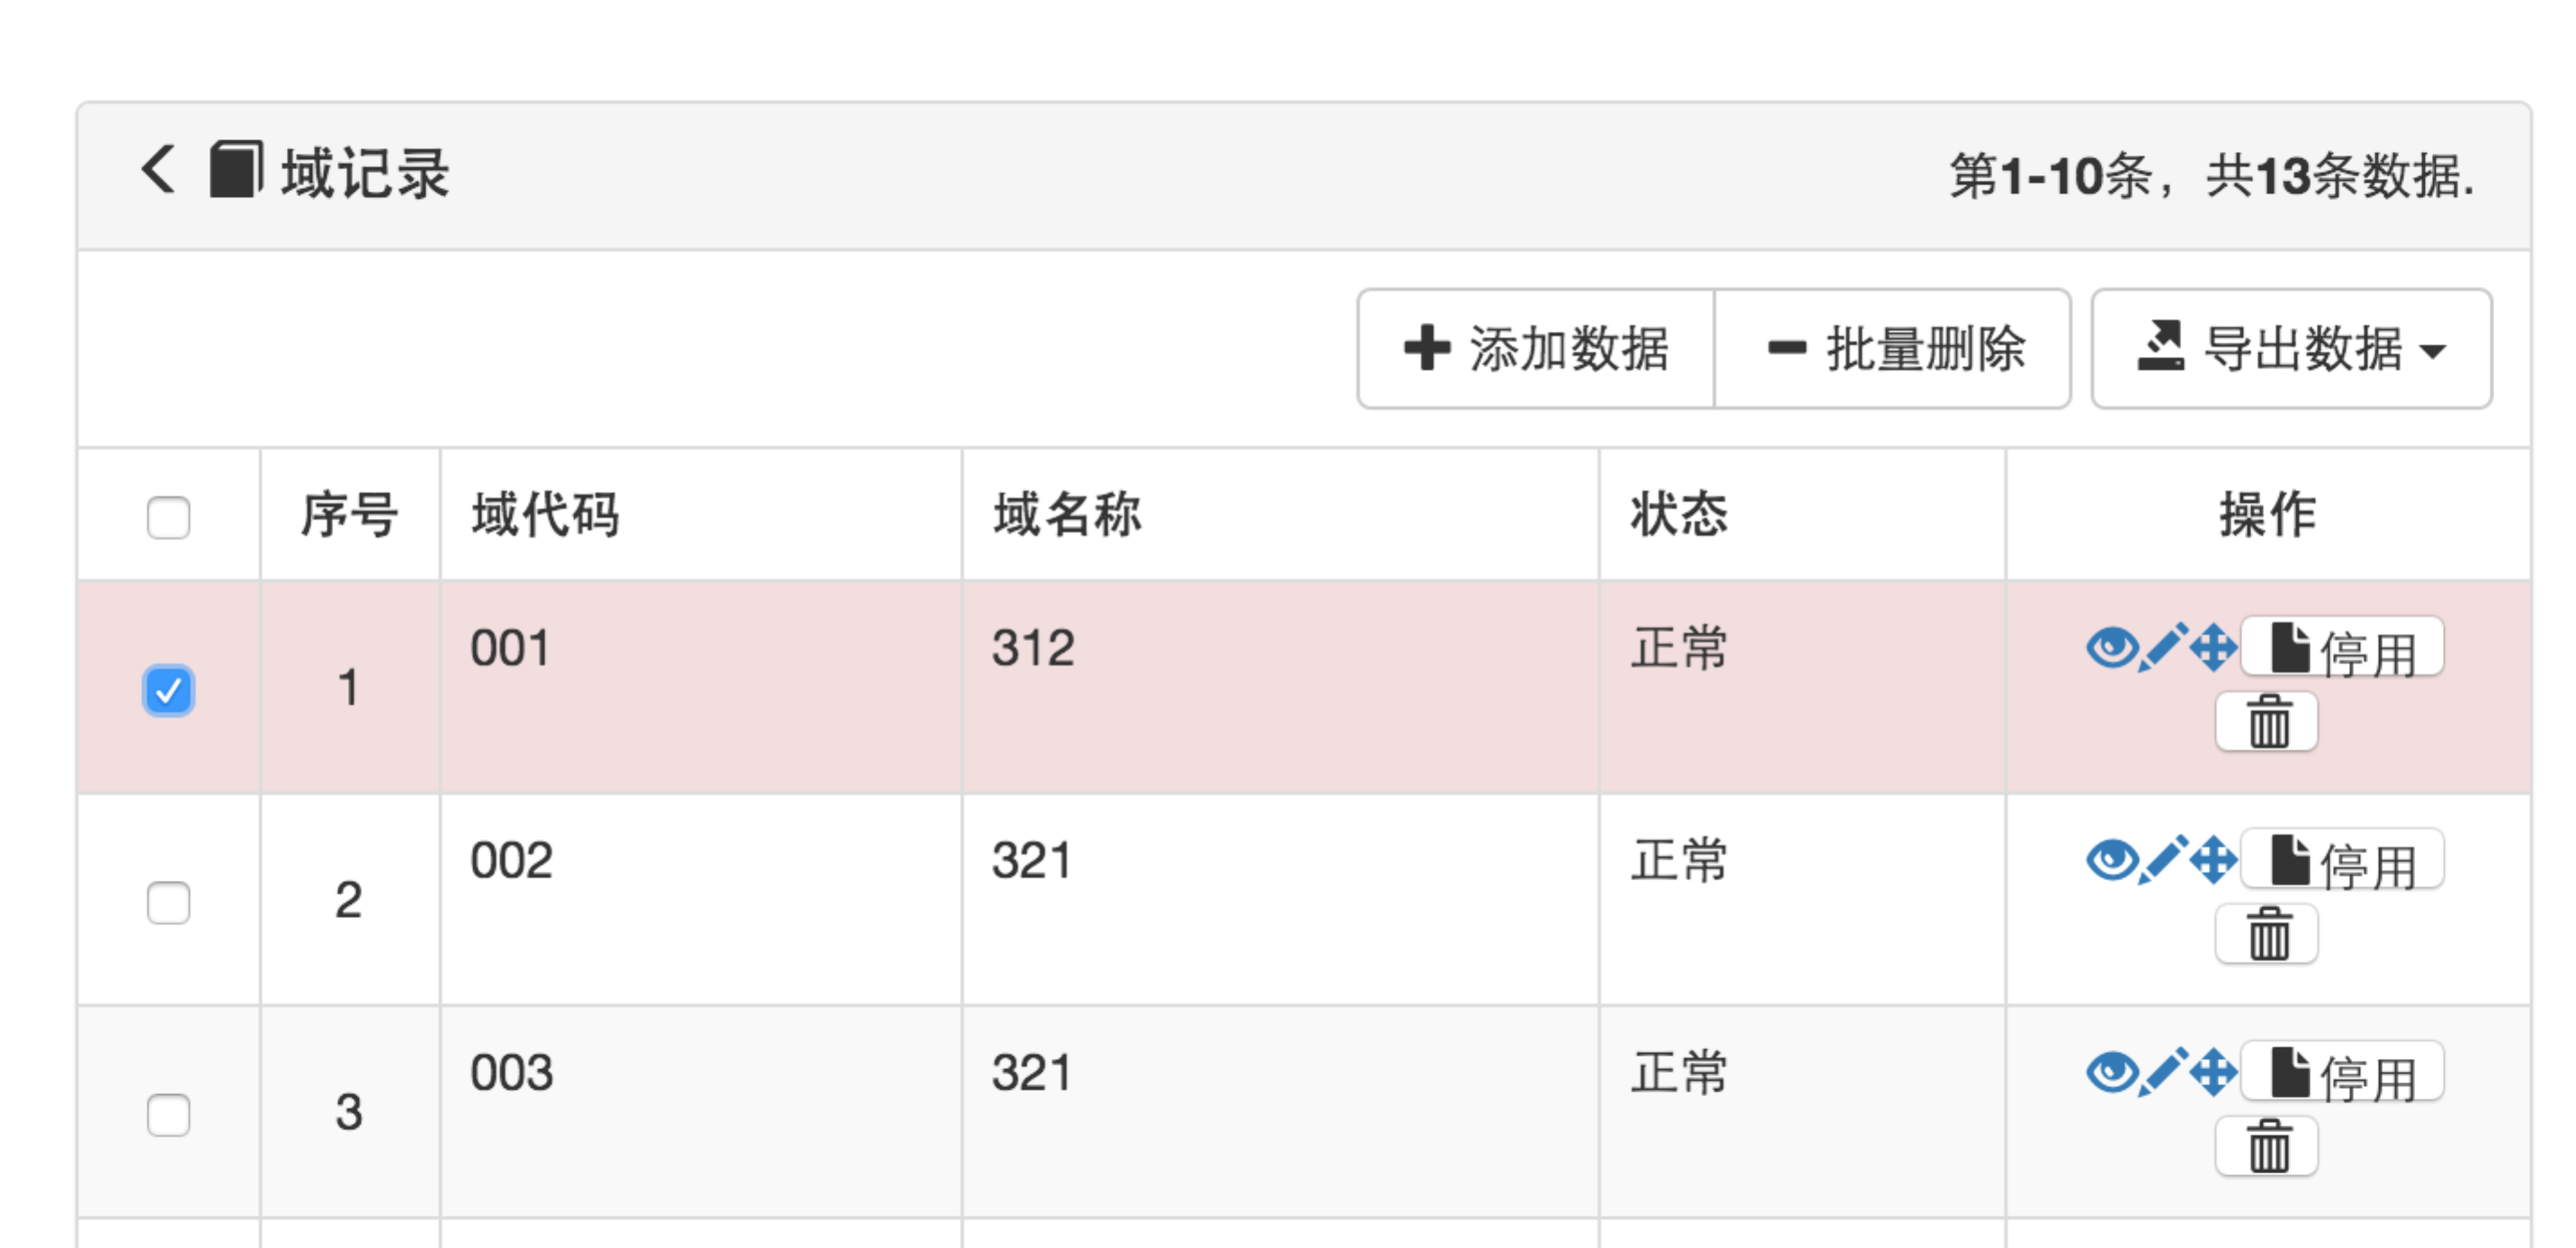 域记录 第1-10条，共13条数据.
添加数据 批量删除 导出数据
序号 域代码 域名称 状态 操作
1 001 312 正常 停用
2 002 321 正常 停用
3 003 321 正常 停用